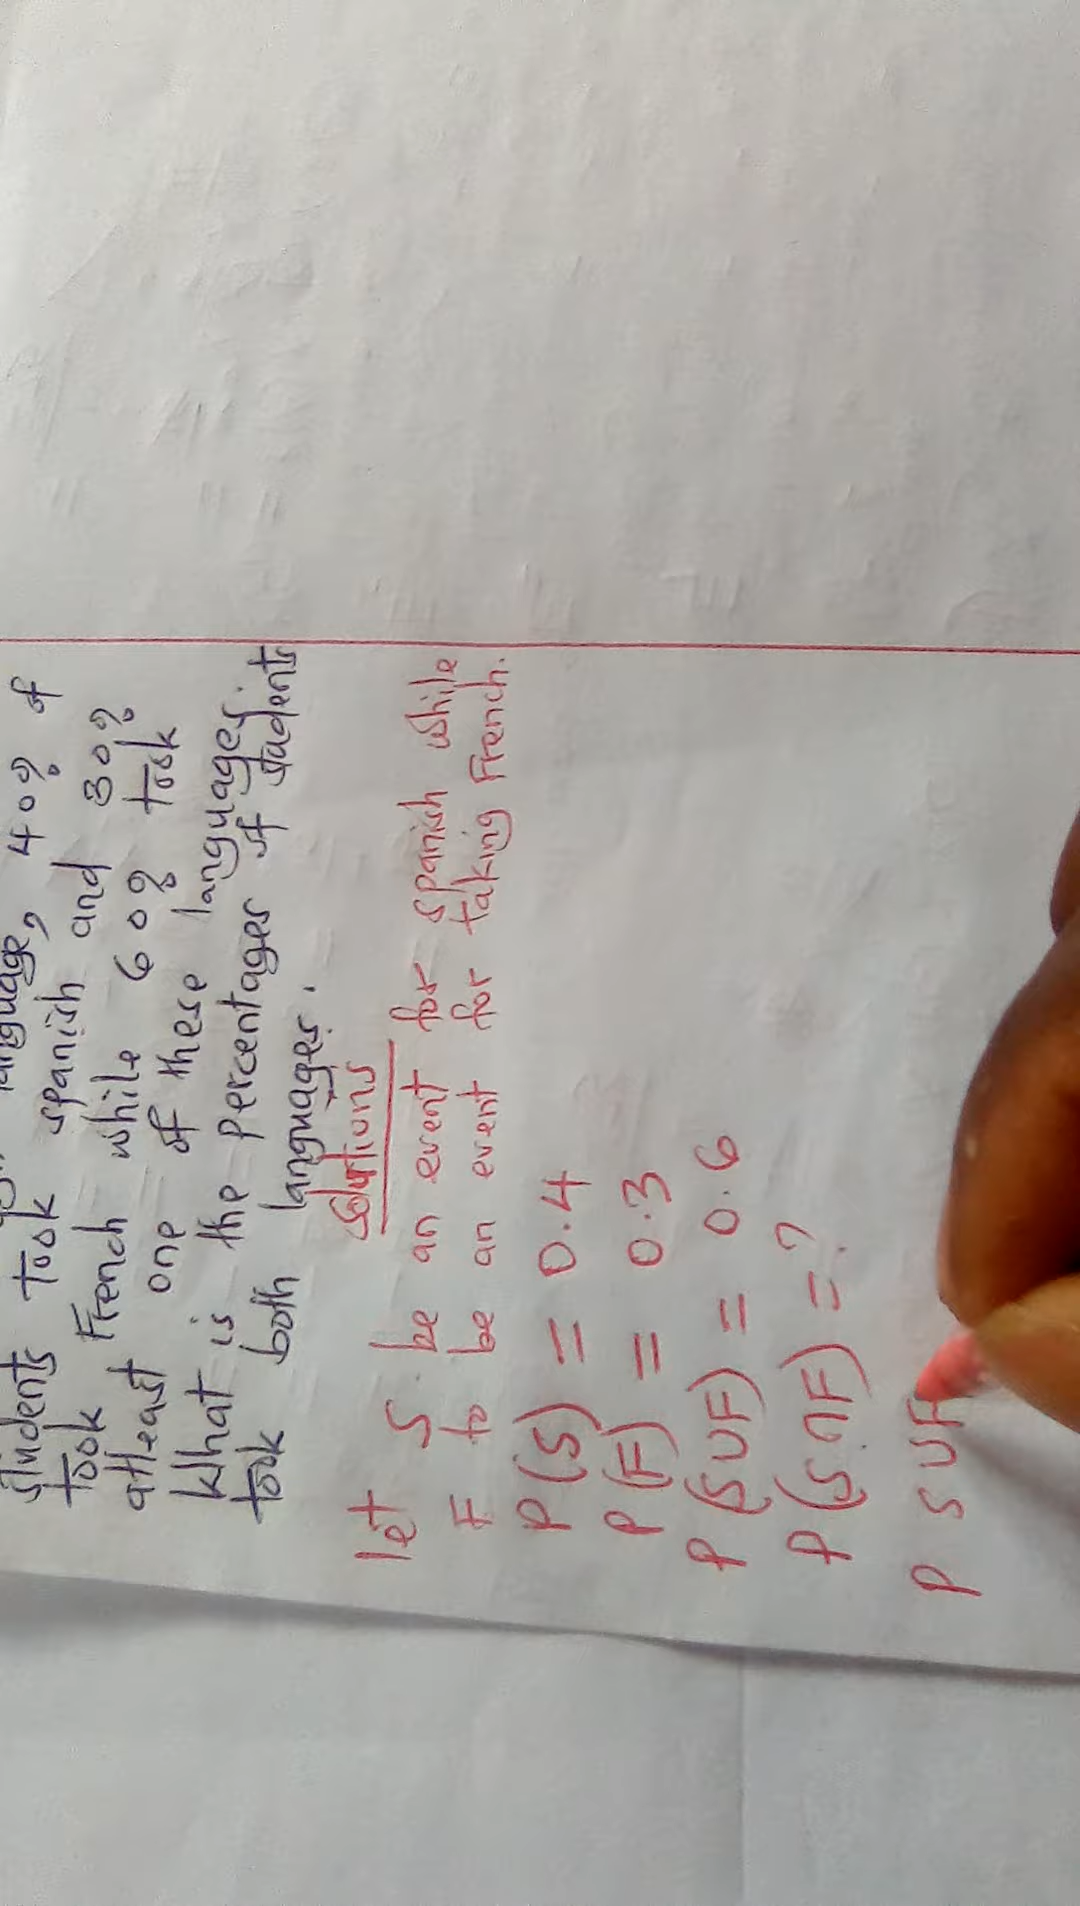 language, 40% of
students took spanish and 30%
took French while 60% took
atleast one of these languages.
What is the percentages of students
took both languages.
solutions
let S be an event for spanish while
F to be an event for taking French.
P(S) = 0.4
P(F) = 0.3
P(SUF) = 0.6
P(S∩F) = ?
P SUF